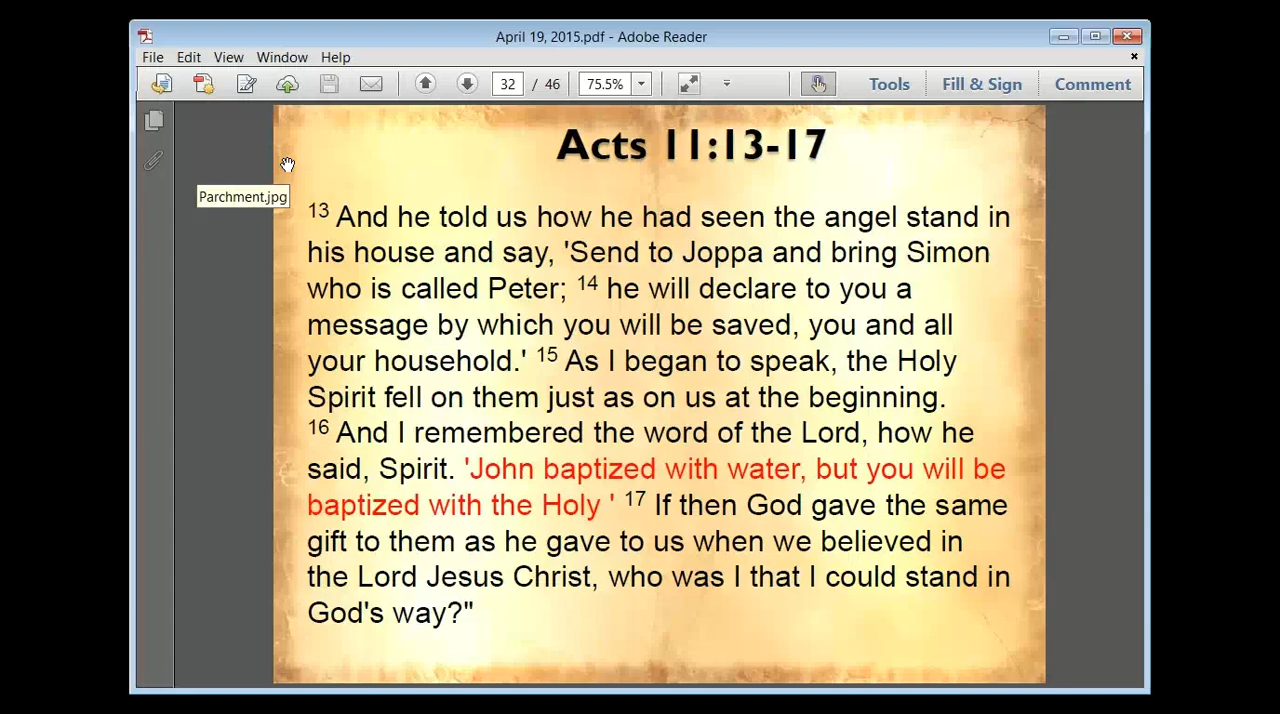 April 19, 2015.pdf - Adobe Reader
File Edit View Window Help
32 / 46 75.5% Tools Fill & Sign Comment
Acts 11:13-17
Parchment.jpg
13 And he told us how he had seen the angel stand in
his house and say, 'Send to Joppa and bring Simon
who is called Peter; 14 he will declare to you a
message by which you will be saved, you and all
your household.' 15 As I began to speak, the Holy
Spirit fell on them just as on us at the beginning.
16 And I remembered the word of the Lord, how he
said, Spirit. 'John baptized with water, but you will be
baptized with the Holy ' 17 If then God gave the same
gift to them as he gave to us when we believed in
the Lord Jesus Christ, who was I that I could stand in
God's way?"